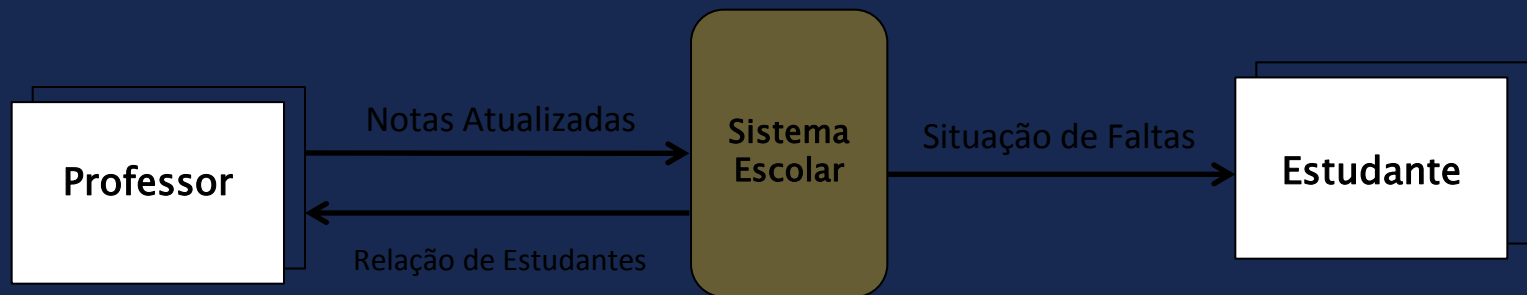 Professor
Notas Atualizadas
Relação de Estudantes
Sistema
Escolar
Situação de Faltas
Estudante